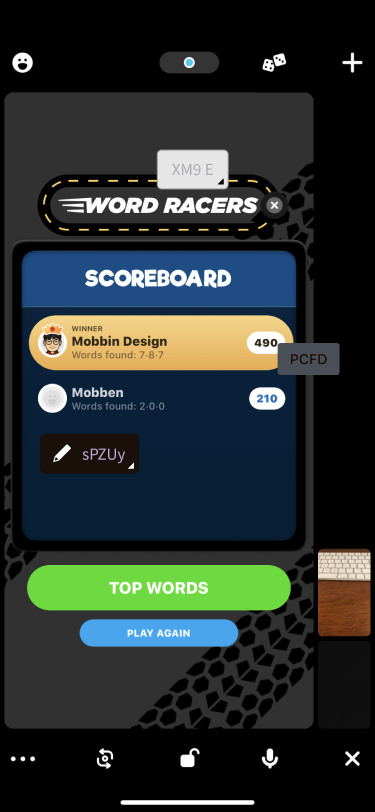 XM9 E
WORD RACERS
SCOREBOARD
WINNER
Mobbin Design
Words found: 7·8·7
490
PCFD
Mobben
Words found: 2·0·0
210
sPZUy
TOP WORDS
PLAY AGAIN